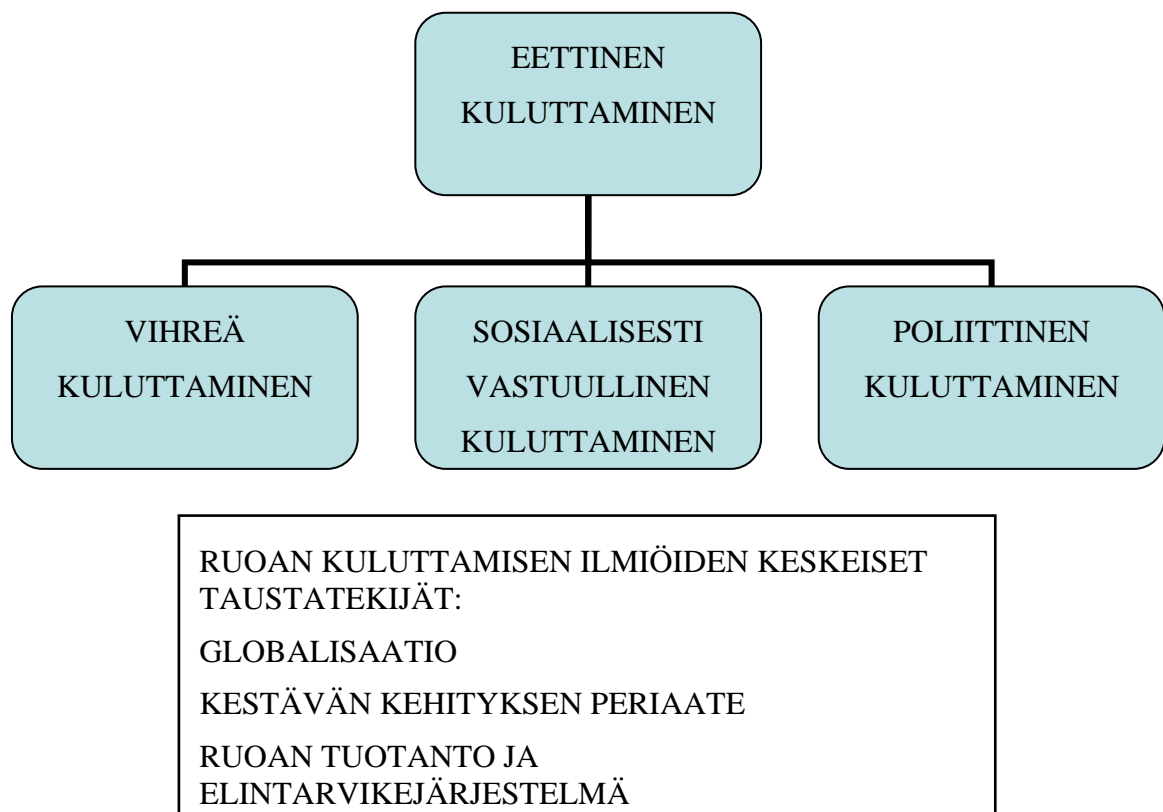 EETTINEN
KULUTTAMINEN
VIHREÄ
KULUTTAMINEN
SOSIAALISESTI
VASTUULLINEN
KULUTTAMINEN
POLIITTINEN
KULUTTAMINEN
RUOAN KULUTTAMISEN ILMIÖIDEN KESKEISET
TAUSTATEKIJÄT:
GLOBALISAATIO
KESTÄVÄN KEHITYKSEN PERIAATE
RUOAN TUOTANTO JA
ELINTARVIKEJÄRJESTELMÄ